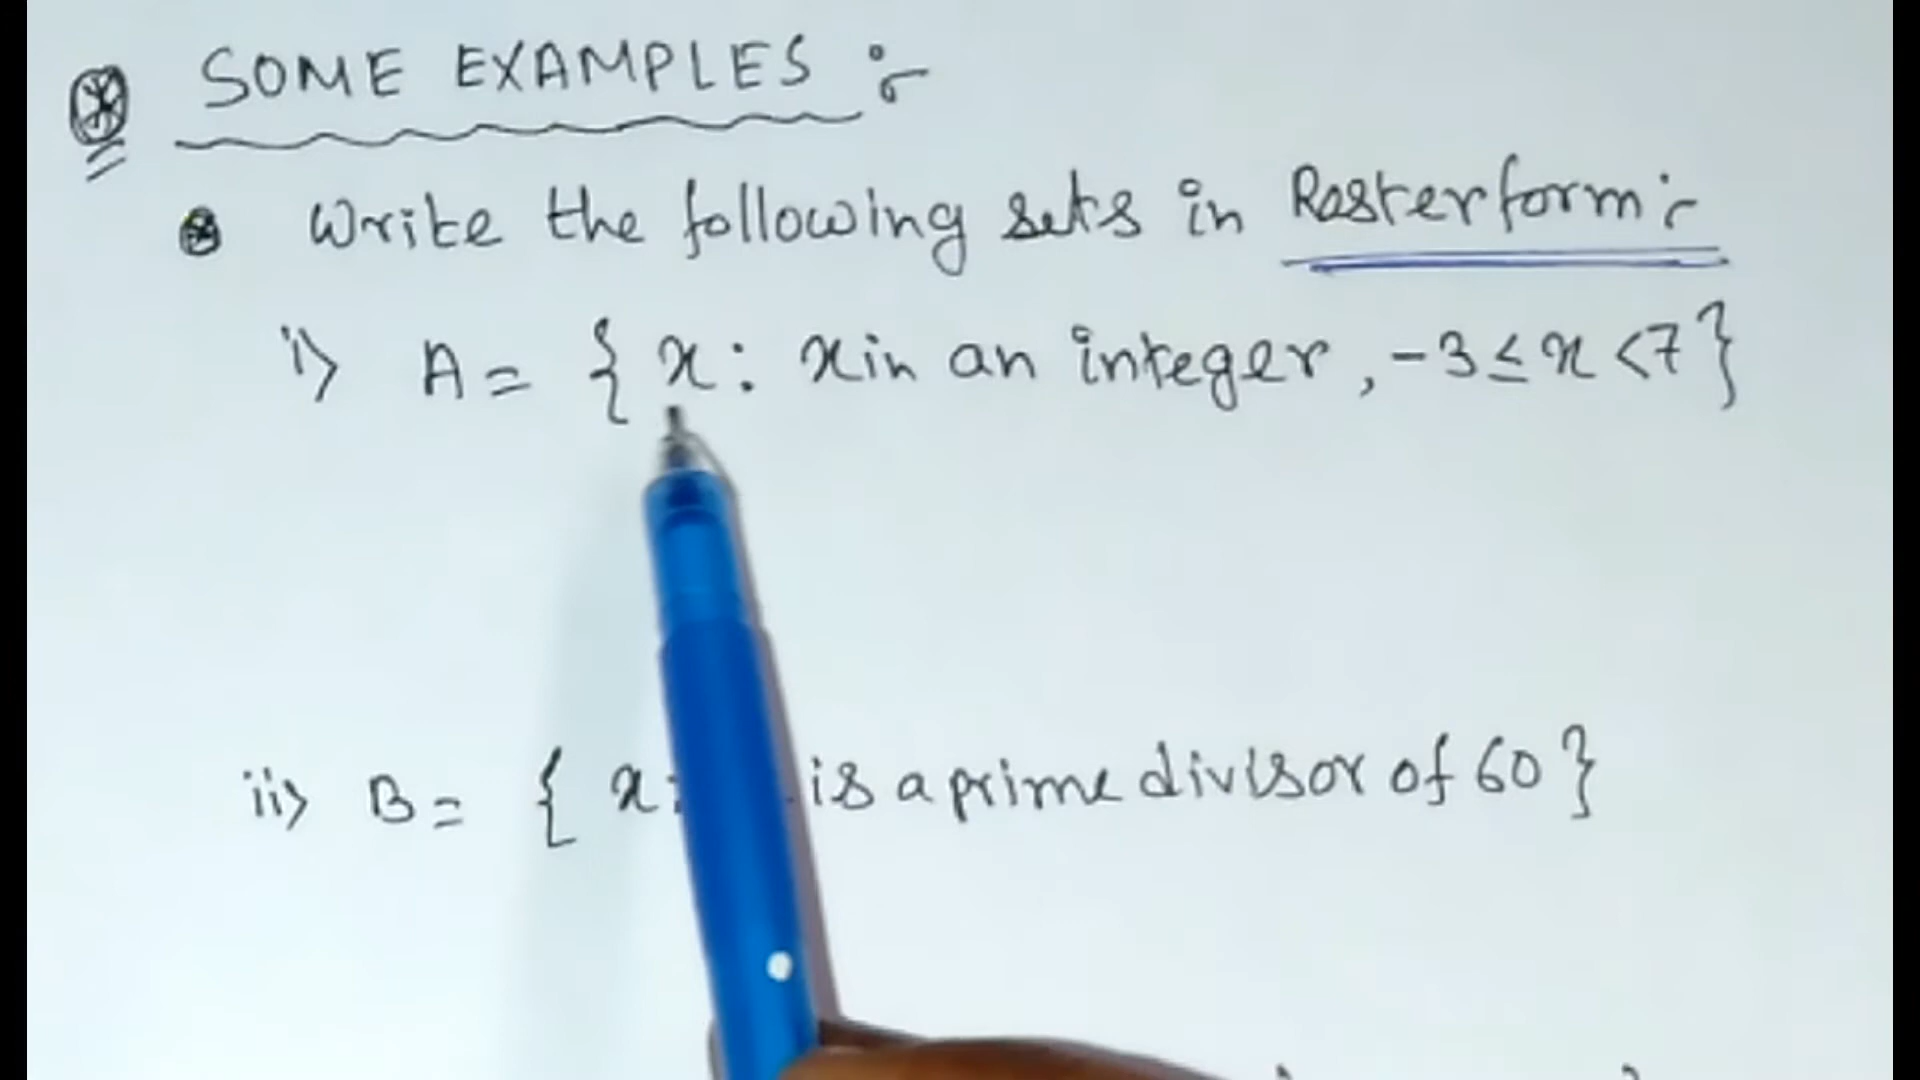 SOME EXAMPLES :-
Write the following sets in Rosterform :-
i) A = { x : x in an integer, -3 ≤ x < 7 }
ii) B = { x : is a prime divisor of 60 }